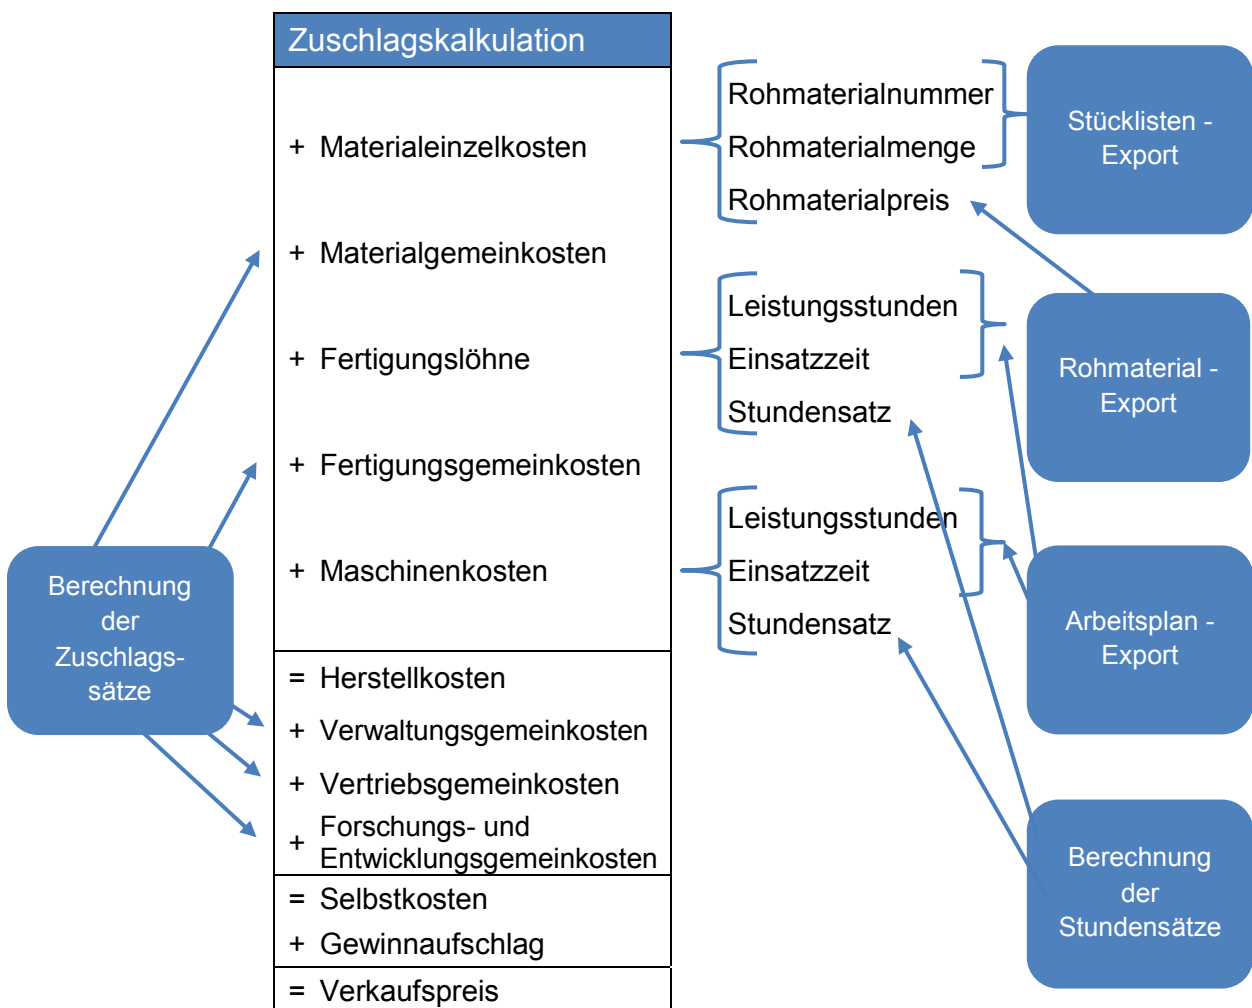 Zuschlagskalkulation
+ Materialeinzelkosten
+ Materialgemeinkosten
+ Fertigungslöhne
+ Fertigungsgemeinkosten
+ Maschinenkosten
= Herstellkosten
+ Verwaltungsgemeinkosten
+ Vertriebsgemeinkosten
+ Forschungs- und
Entwicklungsgemeinkosten
= Selbstkosten
+ Gewinnaufschlag
= Verkaufspreis
Berechnung
der
Zuschlags-
sätze
Rohmaterialnummer
Rohmaterialmenge
Rohmaterialpreis
Leistungsstunden
Einsatzzeit
Stundensatz
Leistungsstunden
Einsatzzeit
Stundensatz
Stücklisten -
Export
Rohmaterial -
Export
Arbeitsplan -
Export
Berechnung
der
Stundensätze